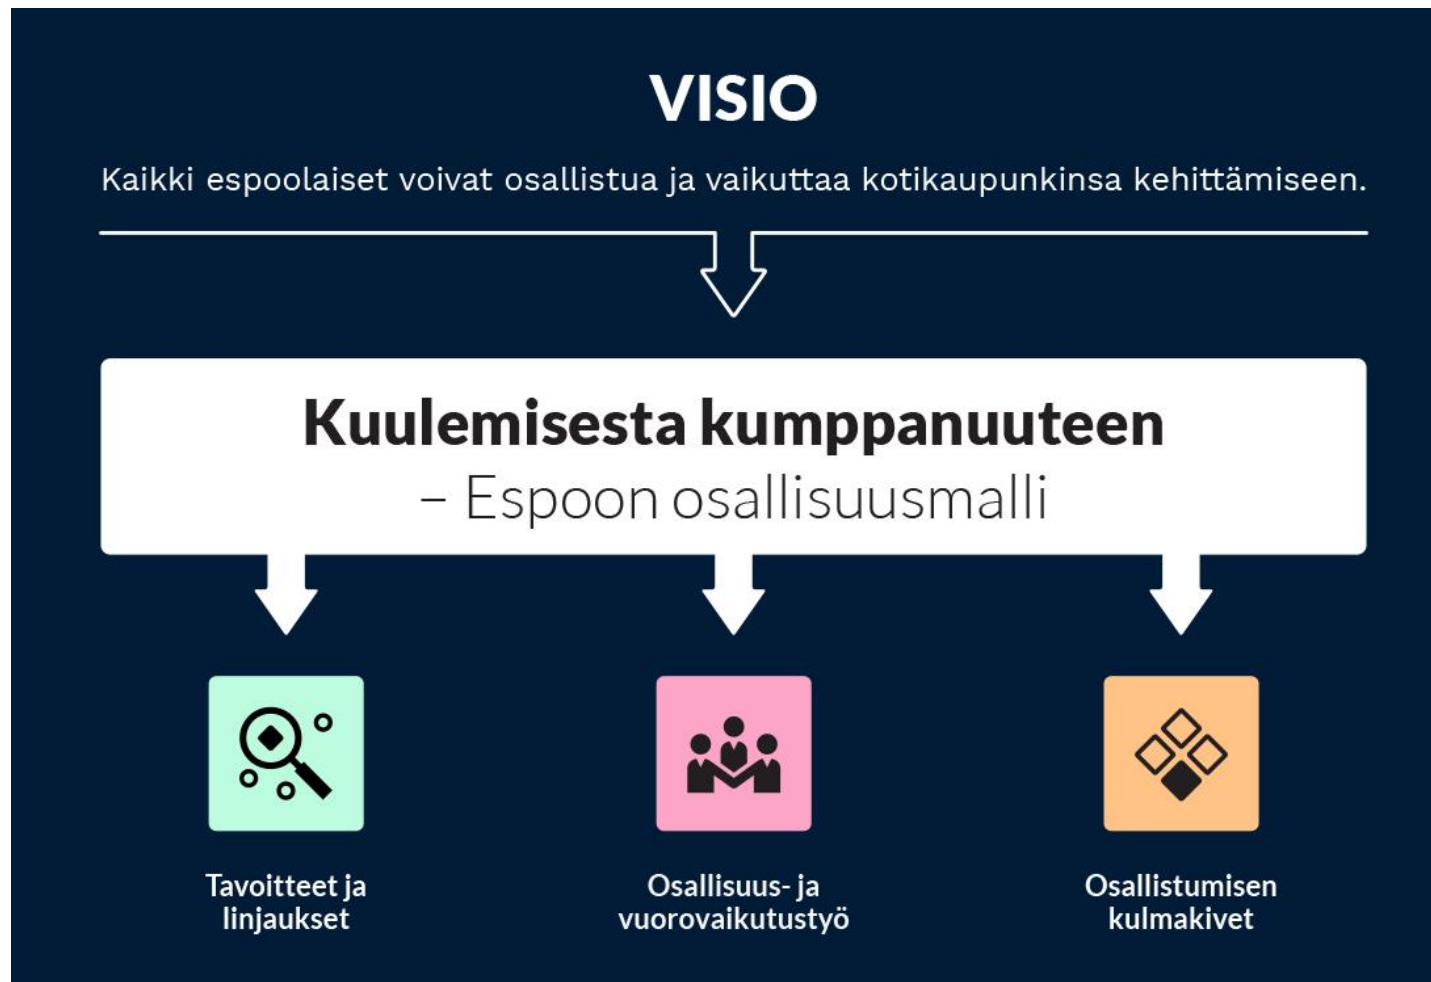 VISIO
Kaikki espoolaiset voivat osallistua ja vaikuttaa kotikaupunkinsa kehittämiseen.
Kuulemisesta kumppanuuteen
– Espoon osallisuusmalli
Tavoitteet ja
linjaukset
Osallisuus- ja
vuorovaikutustyö
Osallistumisen
kulmakivet